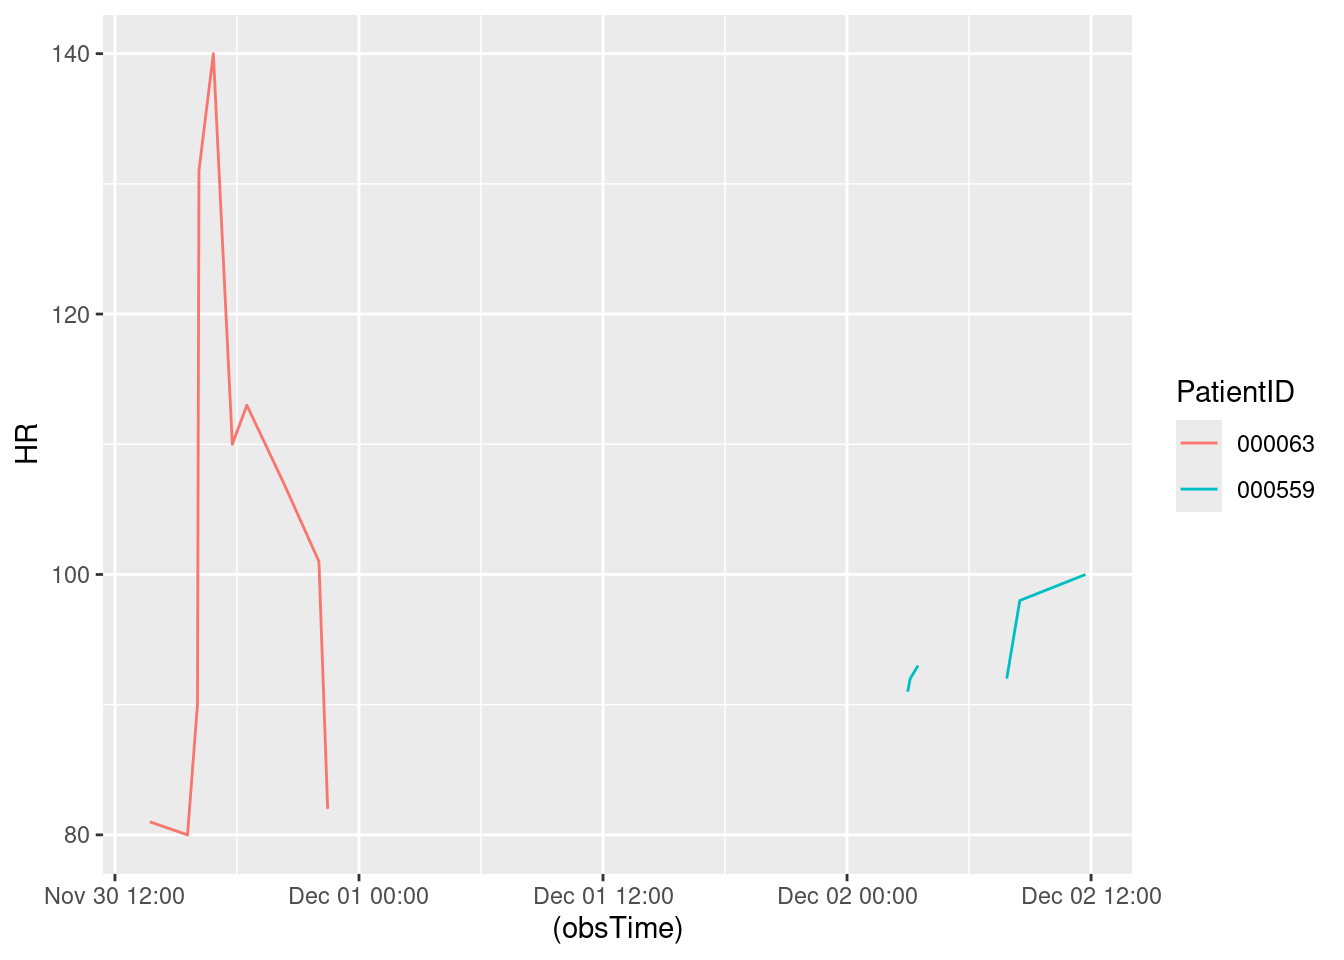 140
120
100
80
HR
Nov 30 12:00
Dec 01 00:00
Dec 01 12:00
Dec 02 00:00
Dec 02 12:00
(obsTime)
PatientID
000063
000559